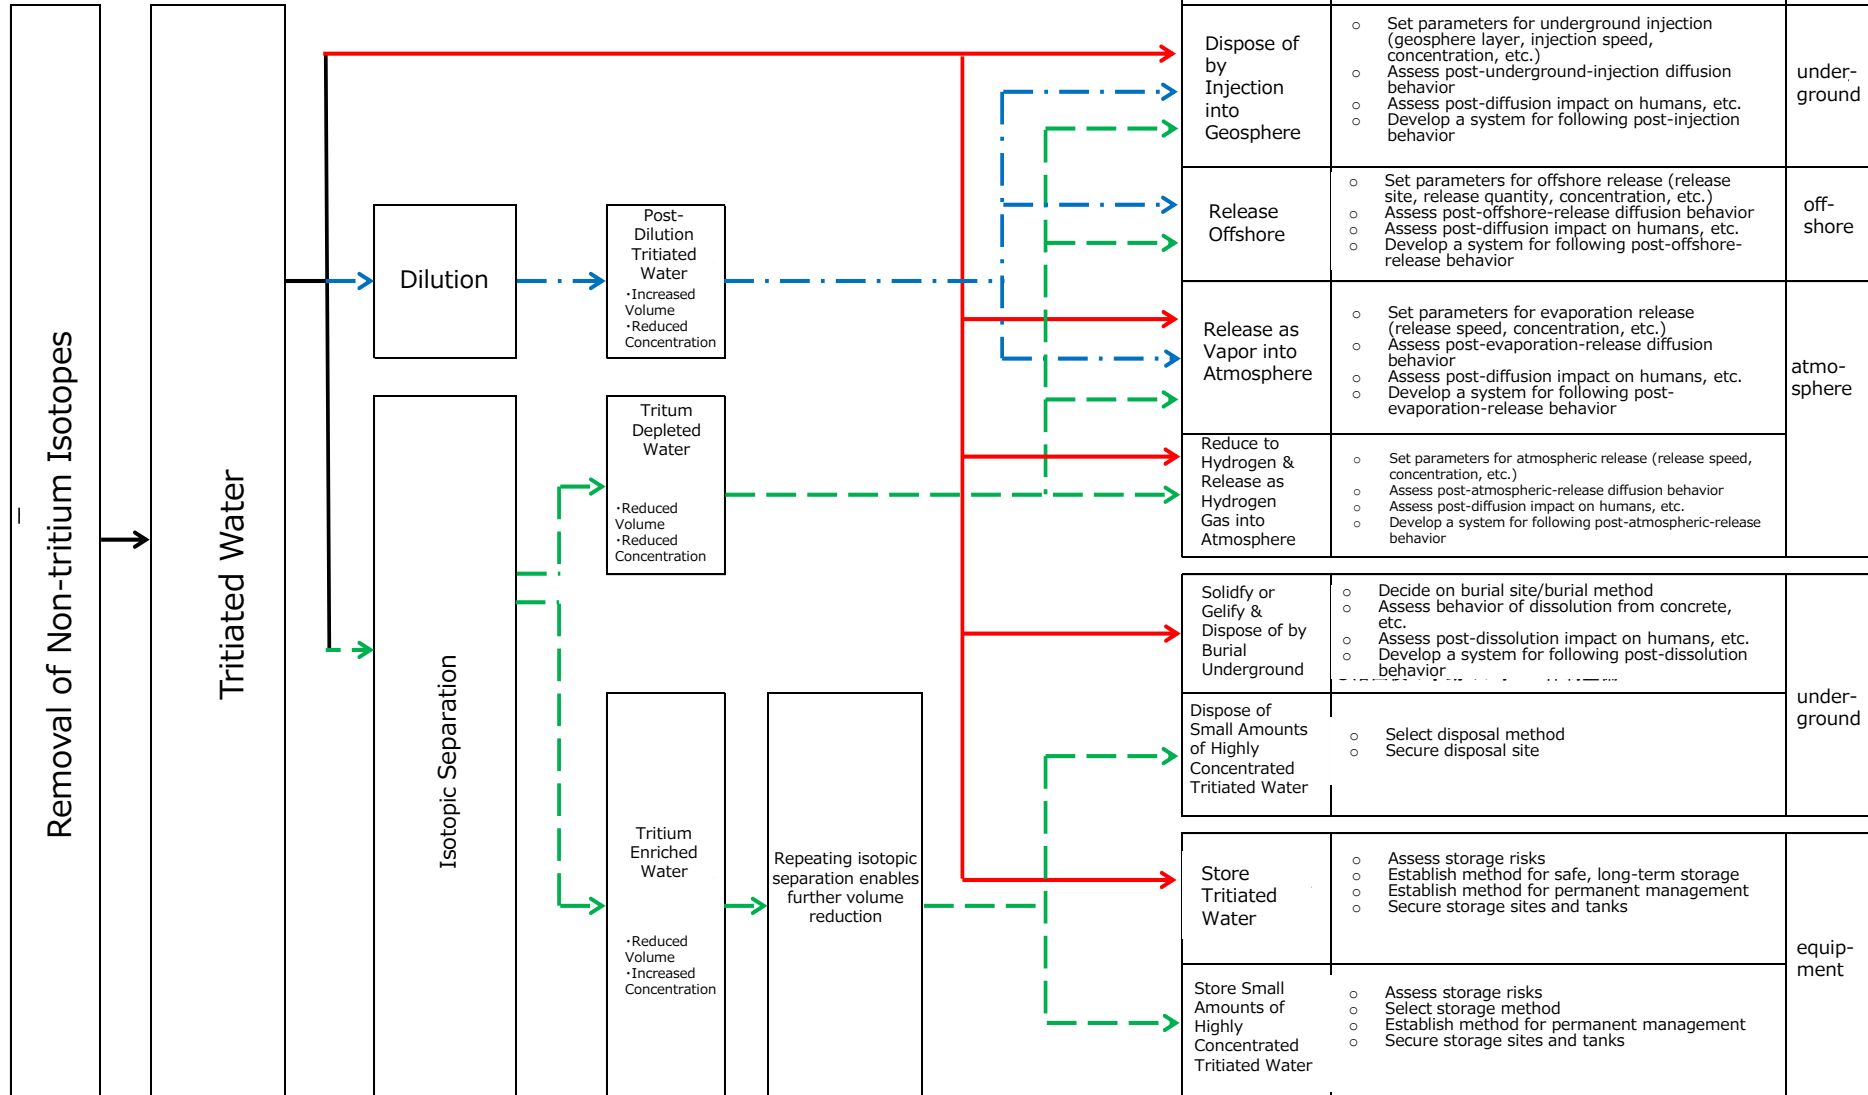 Removal of Non-tritium Isotopes
Tritiated Water
Dilution
Isotopic Separation
Post-
Dilution
Tritiated
Water
・Increased
Volume
・Reduced
Concentration
Tritum
Depleted
Water
・Reduced
Volume
・Reduced
Concentration
Tritium
Enriched
Water
・Reduced
Volume
・Increased
Concentration
Repeating isotopic
separation enables
further volume
reduction
Dispose of
by
Injection
into
Geosphere
○ Set parameters for underground injection
(geosphere layer, injection speed,
concentration, etc.)
○ Assess post-underground-injection diffusion
behavior
○ Assess post-diffusion impact on humans, etc.
○ Develop a system for following post-injection
behavior
under-
ground
Release
Offshore
○ Set parameters for offshore release (release
site, release quantity, concentration, etc.)
○ Assess post-offshore-release diffusion behavior
○ Assess post-diffusion impact on humans, etc.
○ Develop a system for following post-offshore-
release behavior
off-
shore
Release as
Vapor into
Atmosphere
○ Set parameters for evaporation release
(release speed, concentration, etc.)
○ Assess post-evaporation-release diffusion
behavior
○ Assess post-diffusion impact on humans, etc.
○ Develop a system for following post-
evaporation-release behavior
atmo-
sphere
Reduce to
Hydrogen &
Release as
Hydrogen
Gas into
Atmosphere
○ Set parameters for atmospheric release (release speed,
concentration, etc.)
○ Assess post-atmospheric-release diffusion behavior
○ Assess post-diffusion impact on humans, etc.
○ Develop a system for following post-atmospheric-release
behavior
Solidfy or
Gelify &
Dispose of by
Burial
Underground
○ Decide on burial site/burial method
○ Assess behavior of dissolution from concrete,
etc.
○ Assess post-dissolution impact on humans, etc.
○ Develop a system for following post-dissolution
behavior
under-
ground
Dispose of
Small Amounts
of Highly
Concentrated
Tritiated Water
○ Select disposal method
○ Secure disposal site
Store
Tritiated
Water
○ Assess storage risks
○ Establish method for safe, long-term storage
○ Establish method for permanent management
○ Secure storage sites and tanks
equip-
ment
Store Small
Amounts of
Highly
Concentrated
Tritiated Water
○ Assess storage risks
○ Select storage method
○ Establish method for permanent management
○ Secure storage sites and tanks